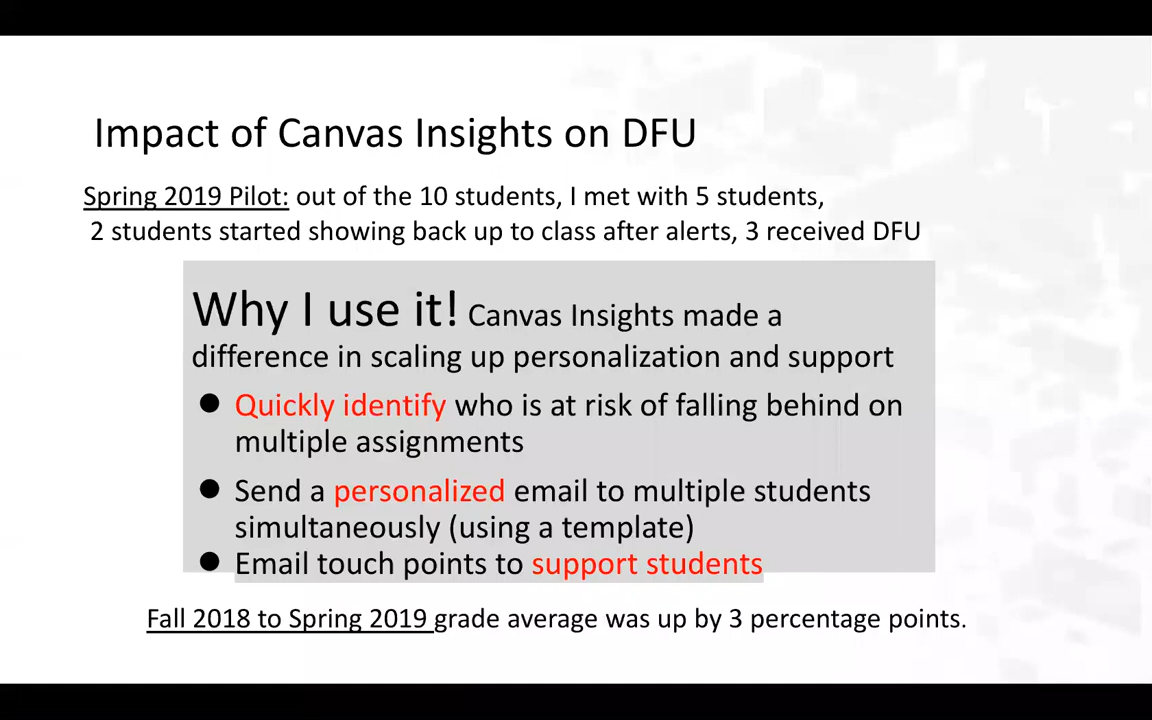 Impact of Canvas Insights on DFU
Spring 2019 Pilot: out of the 10 students, I met with 5 students,
2 students started showing back up to class after alerts, 3 received DFU
Why I use it! Canvas Insights made a
difference in scaling up personalization and support
● Quickly identify who is at risk of falling behind on
multiple assignments
● Send a personalized email to multiple students
simultaneously (using a template)
● Email touch points to support students
Fall 2018 to Spring 2019 grade average was up by 3 percentage points.